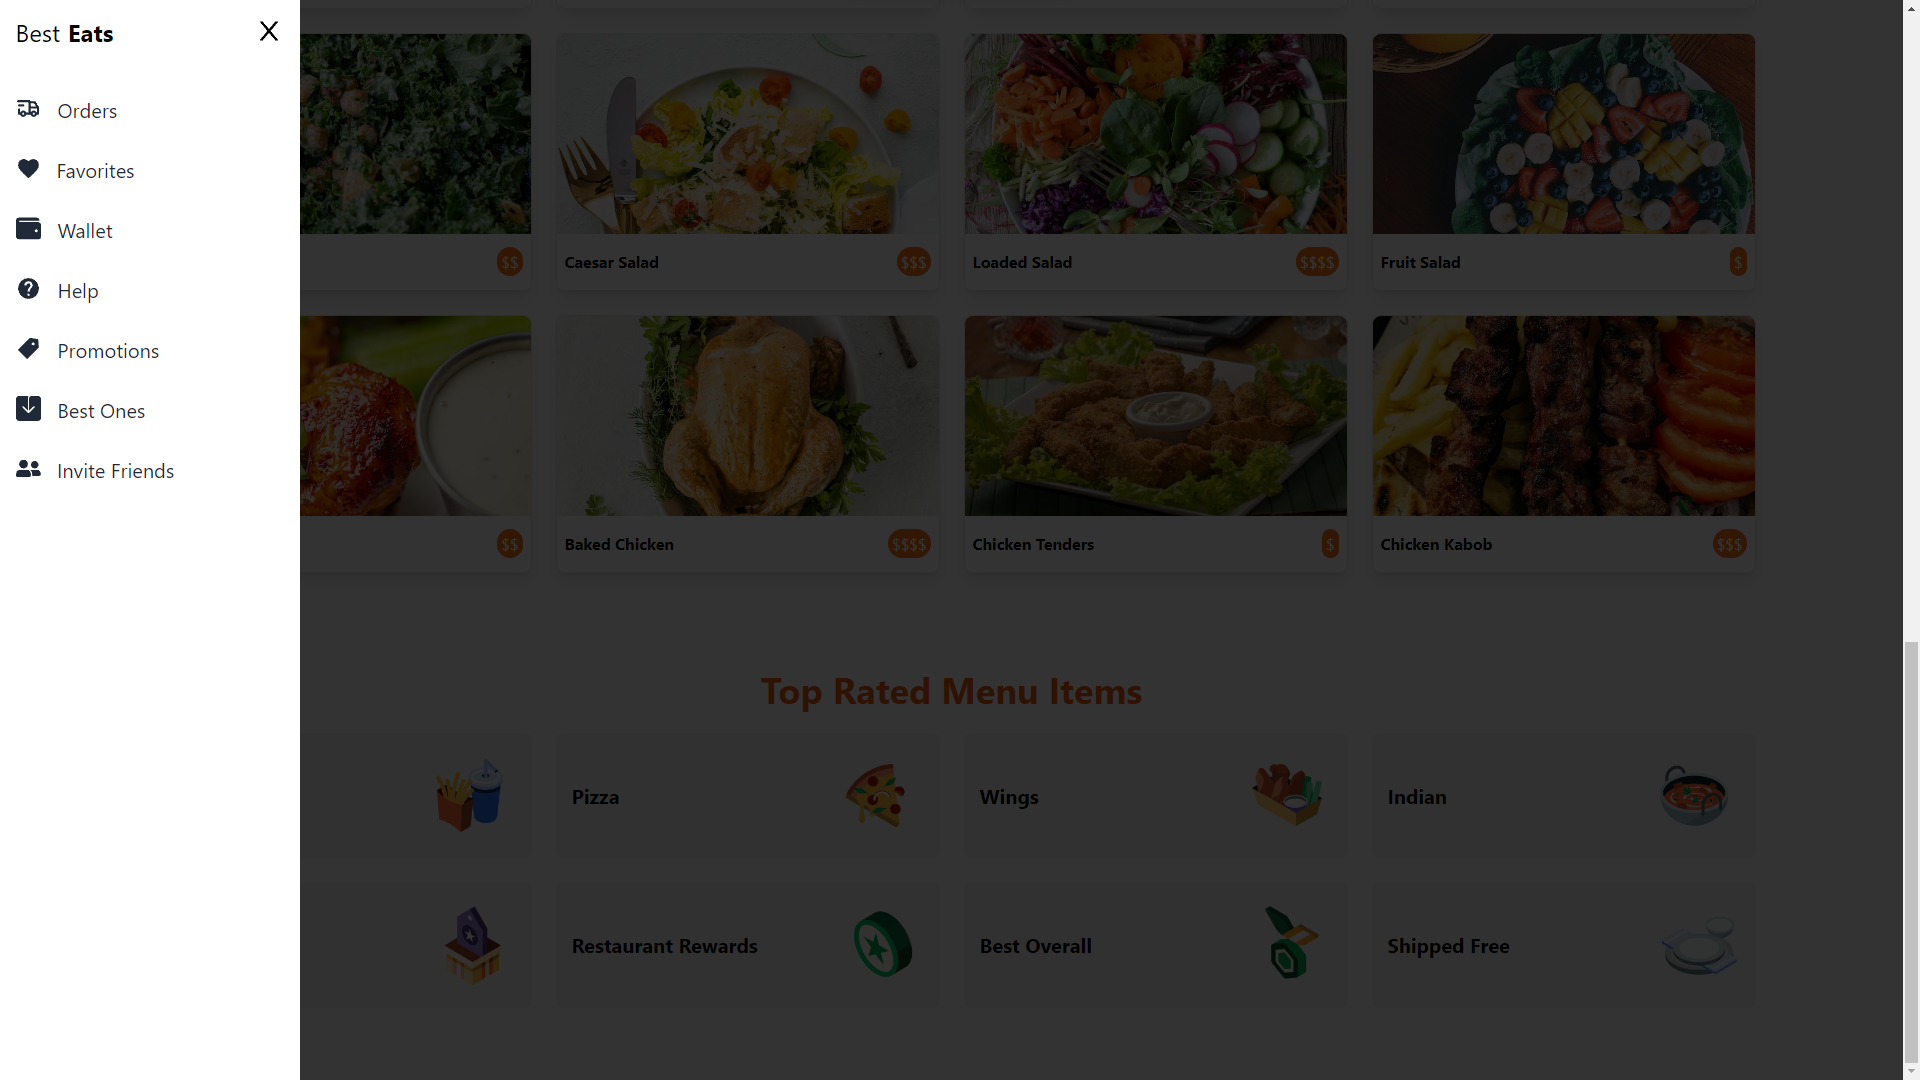 Best Eats
Orders
Favorites
Wallet
Help
Promotions
Best Ones
Invite Friends
$$
Caesar Salad $$$
Loaded Salad $$$$
Fruit Salad $
$$
Baked Chicken $$$$
Chicken Tenders $
Chicken Kabob $$$
Top Rated Menu Items
Pizza
Wings
Indian
Restaurant Rewards
Best Overall
Shipped Free